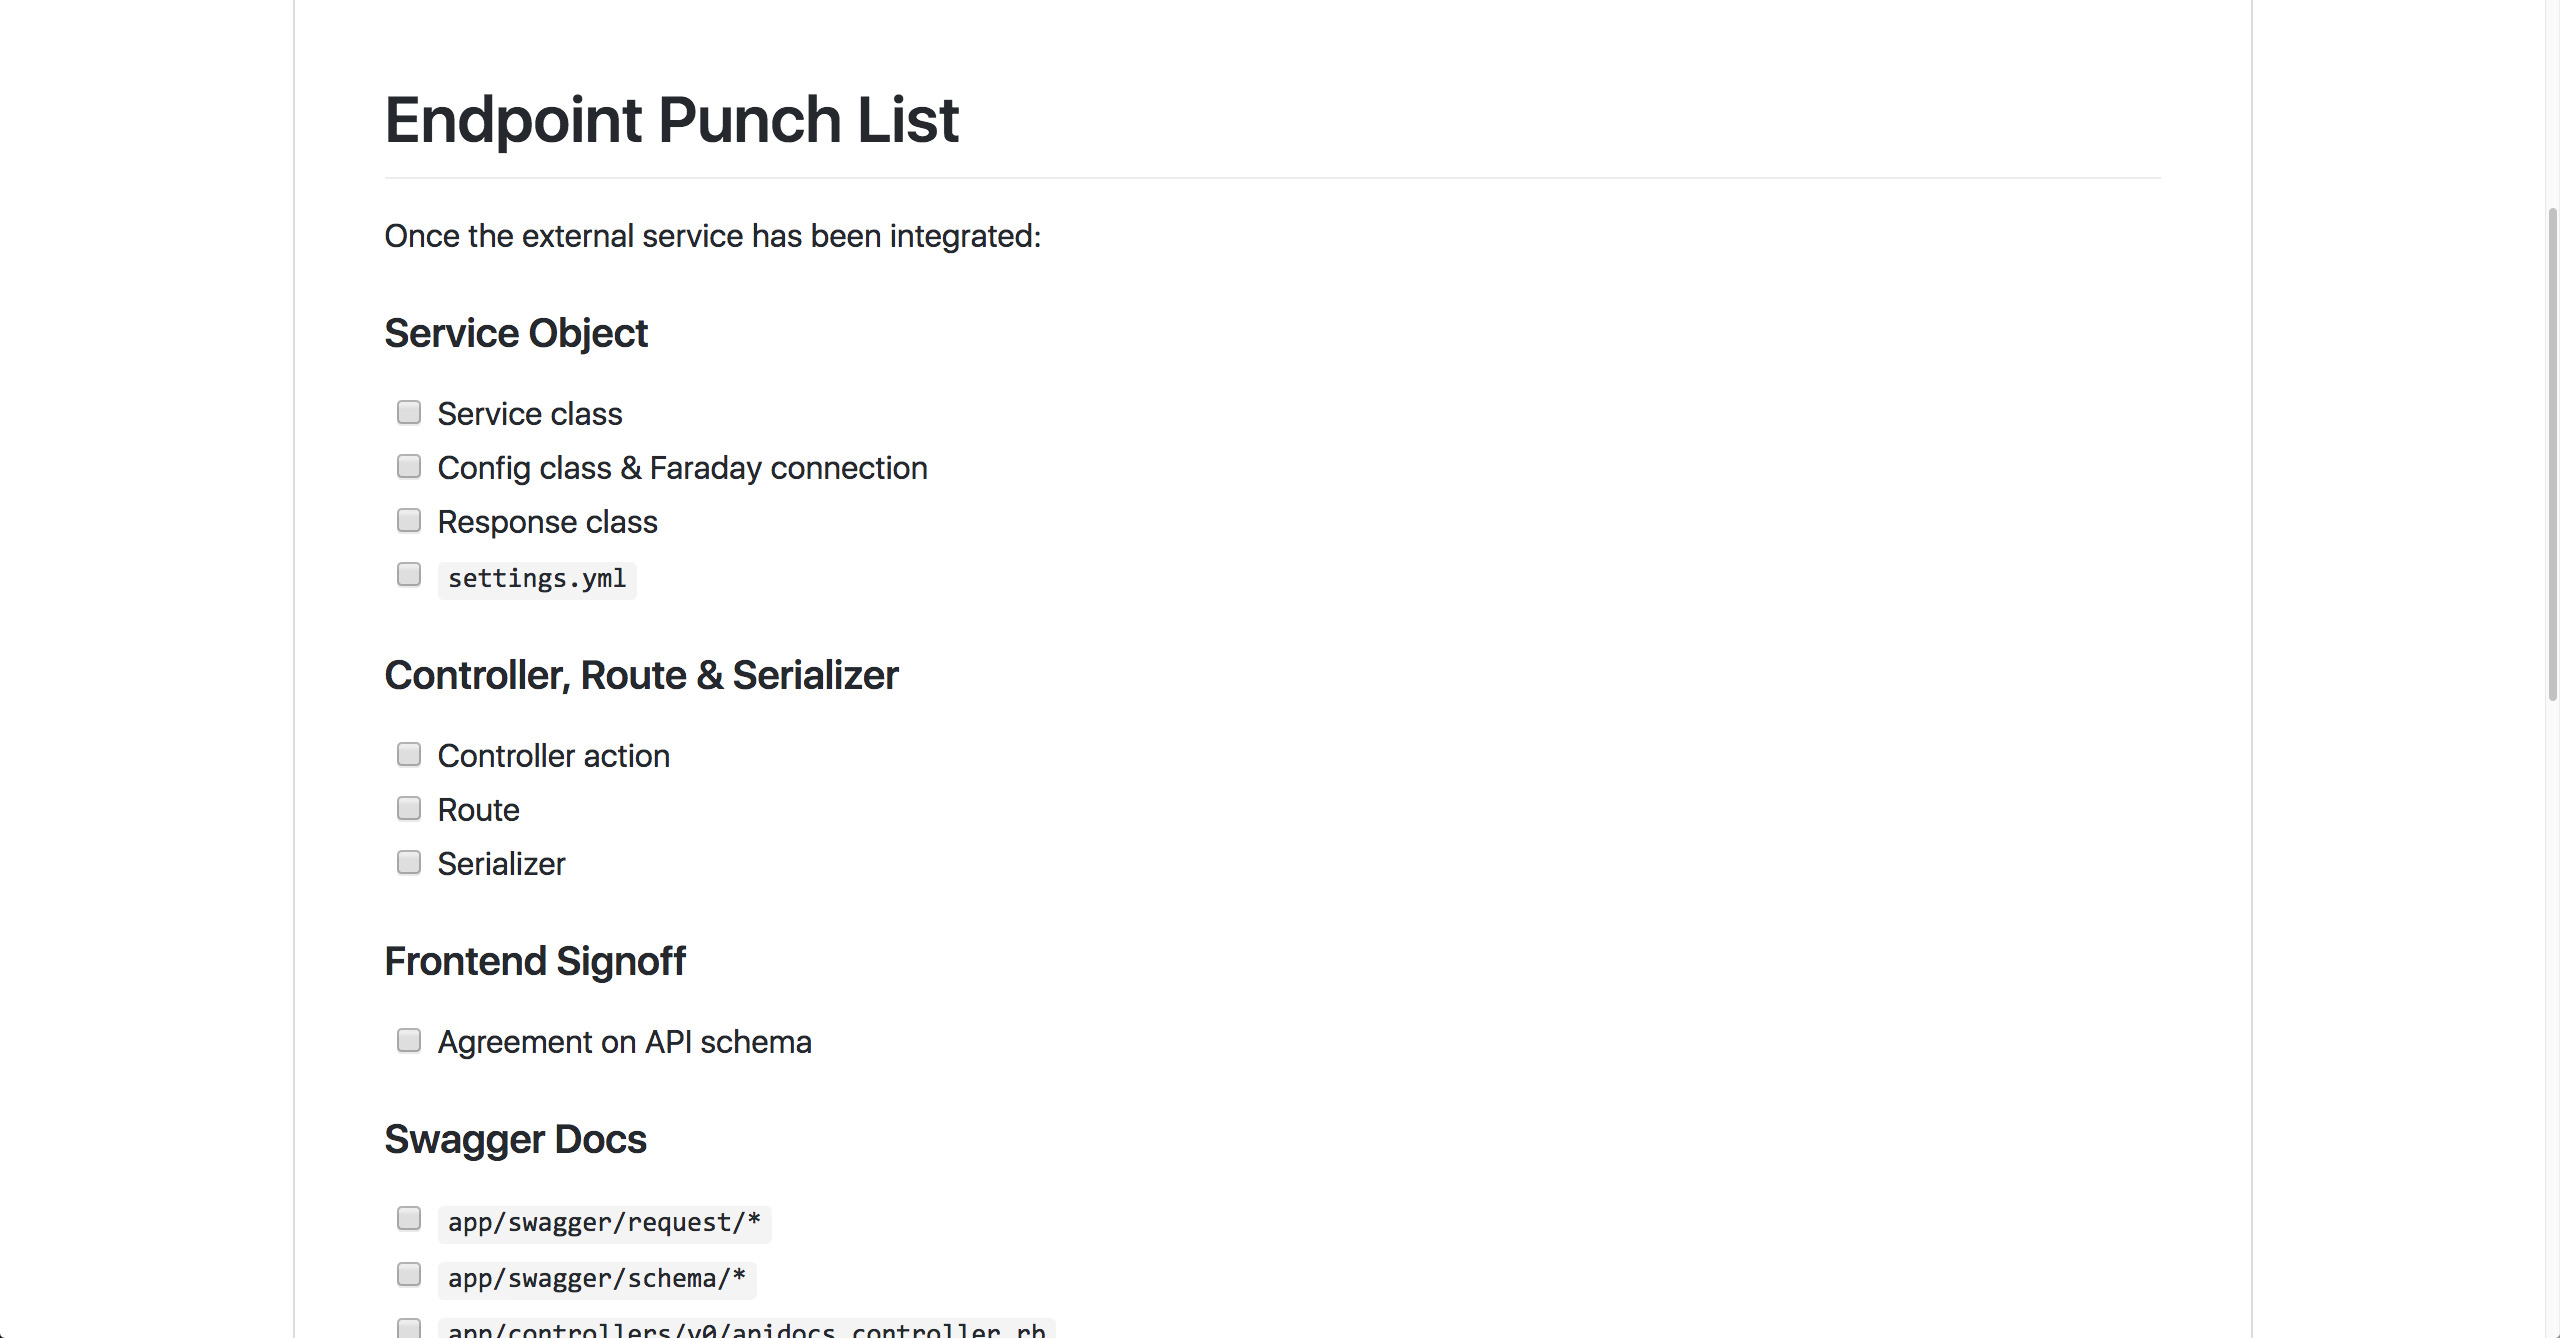 Endpoint Punch List
Once the external service has been integrated:
Service Object
Service class
Config class & Faraday connection
Response class
settings.yml
Controller, Route & Serializer
Controller action
Route
Serializer
Frontend Signoff
Agreement on API schema
Swagger Docs
app/swagger/request/*
app/swagger/schema/*
app/controllers/v0/apidocs_controller.rb